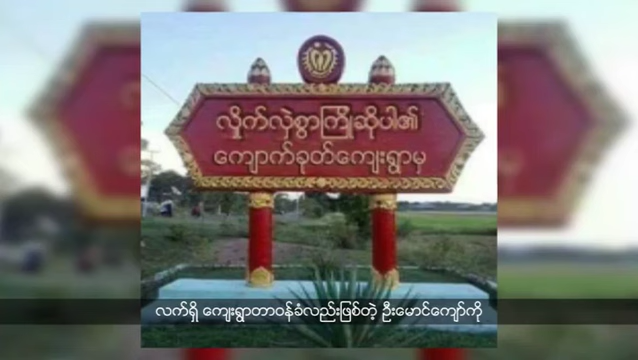 လှိုက်လှဲစွာကြိုဆိုပါ၏
ကျောက်ခုတ်ကျေးရွာမှ
လက်ရှိ ကျေးရွာတာဝန်ခံလည်းဖြစ်တဲ့ ဦးမောင်ကျော်ကို